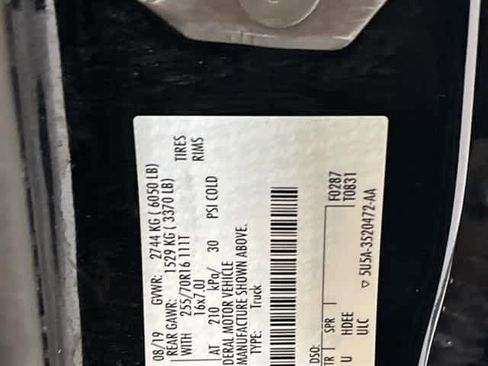 08/19 GVWR: 2744 KG ( 6050 LB)
REAR GAWR: 1529 KG ( 3370 LB)
WITH 255/70R16 111T TIRES
16x7.0J RIMS
AT 210 kPa/ 30 PSI COLD
DERAL MOTOR VEHICLE
MANUFACTURE SHOWN ABOVE.
TYPE: Truck
F0287
T0831
DSO:
TR SPR
U HDEE
ULC
▽ 5U5A-3520472-AA